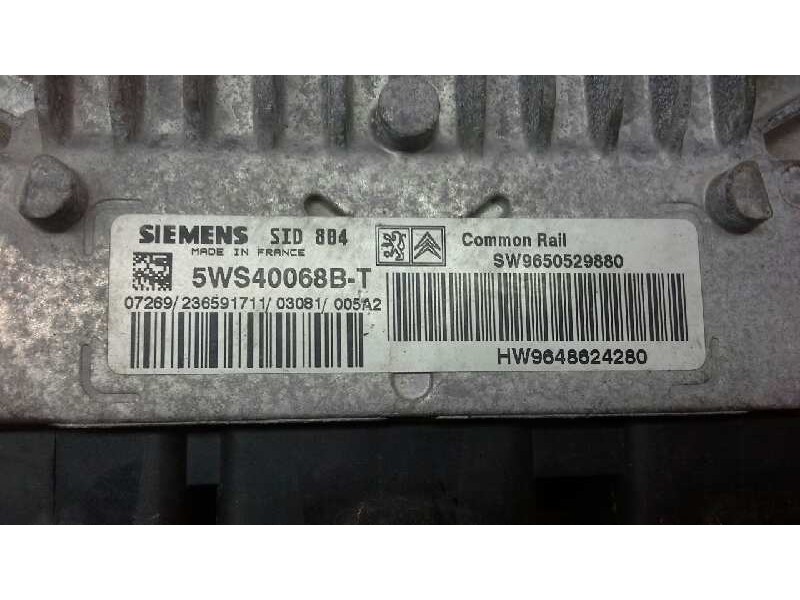 SIEMENS SID 804
MADE IN FRANCE
5WS40068B-T
07269/236591711/03081/005A2
Common Rail
SW9650529880
HW9648624280